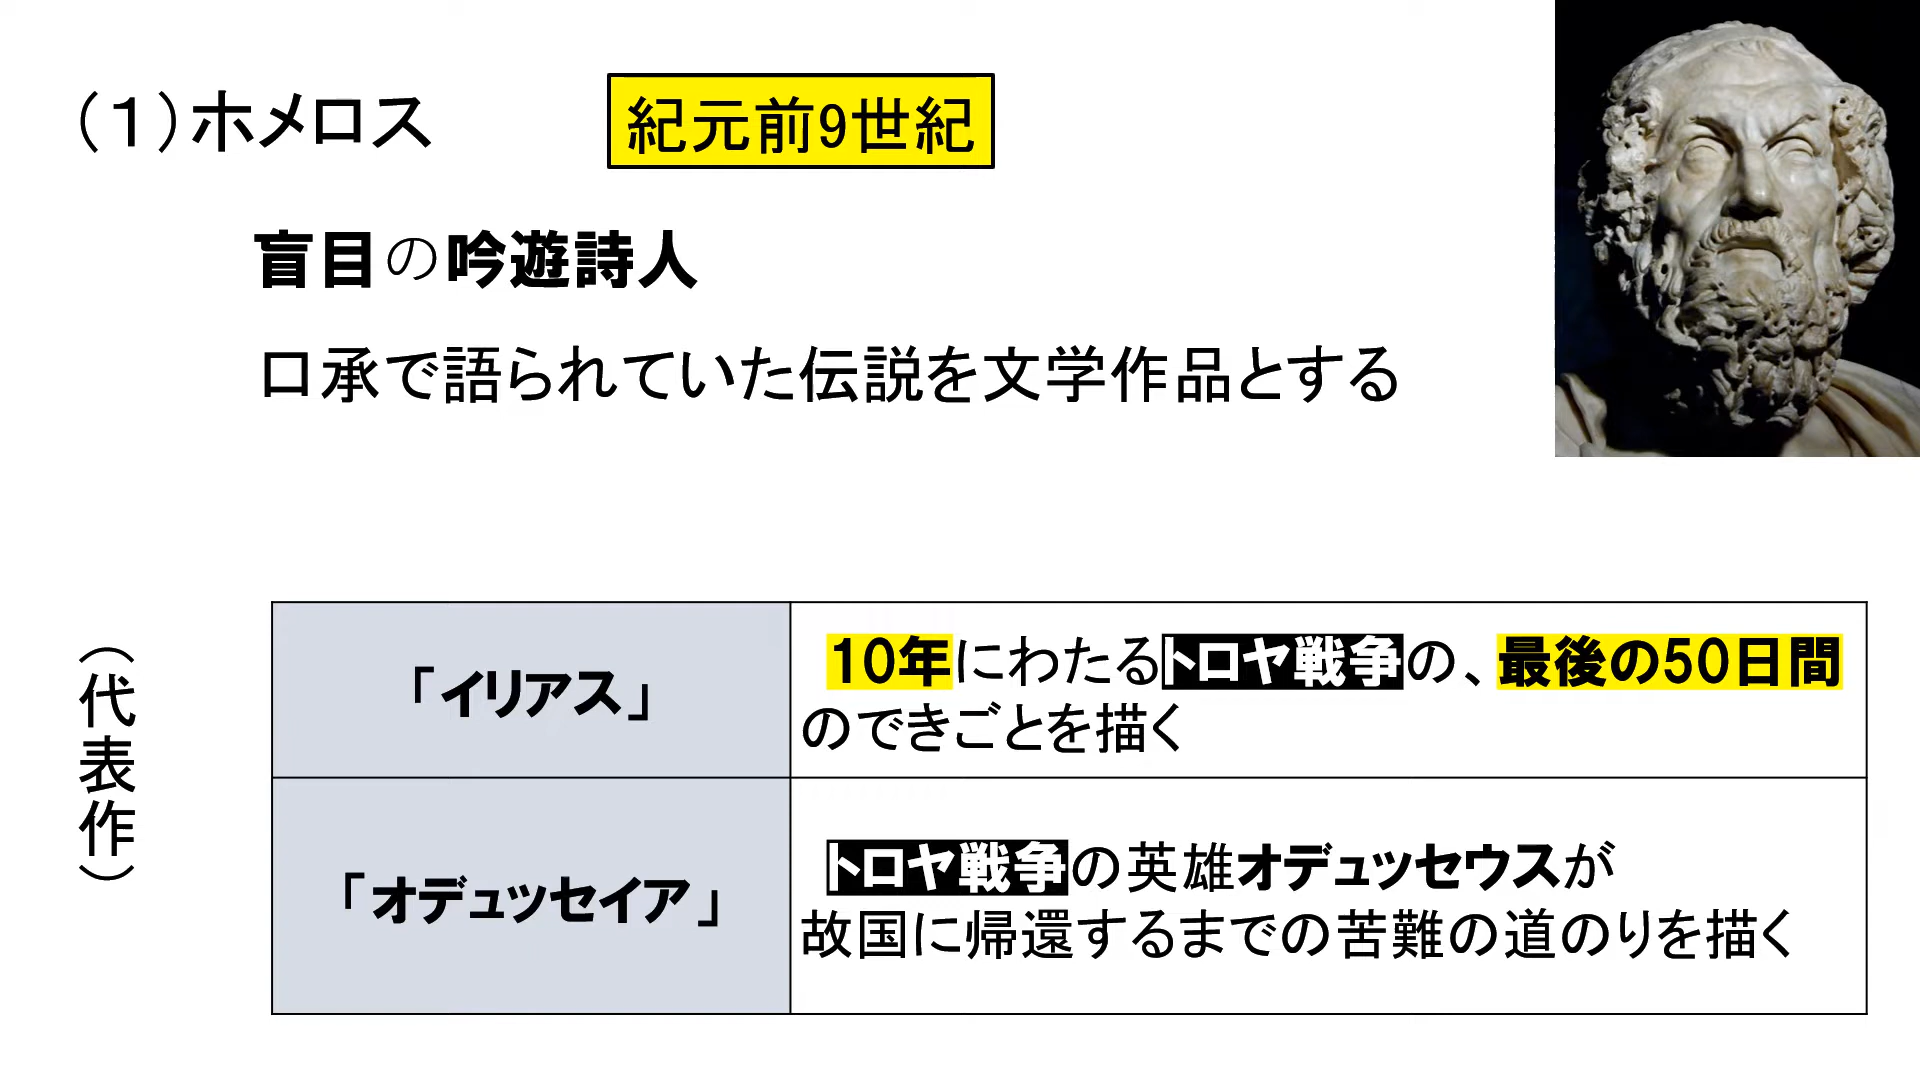 （１）ホメロス
紀元前9世紀
盲目の吟遊詩人
口承で語られていた伝説を文学作品とする
（代表作）
「イリアス」
10年にわたるトロヤ戦争の、最後の50日間
のできごとを描く
「オデュッセイア」
トロヤ戦争の英雄オデュッセウスが
故国に帰還するまでの苦難の道のりを描く